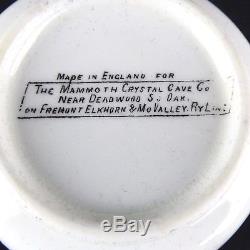 MADE IN ENGLAND FOR
THE MAMMOTH CRYSTAL CAVE CO
NEAR DEADWOOD SO. DAK.
ON FREMONT ELKHORN & MO VALLEY. RY LINE